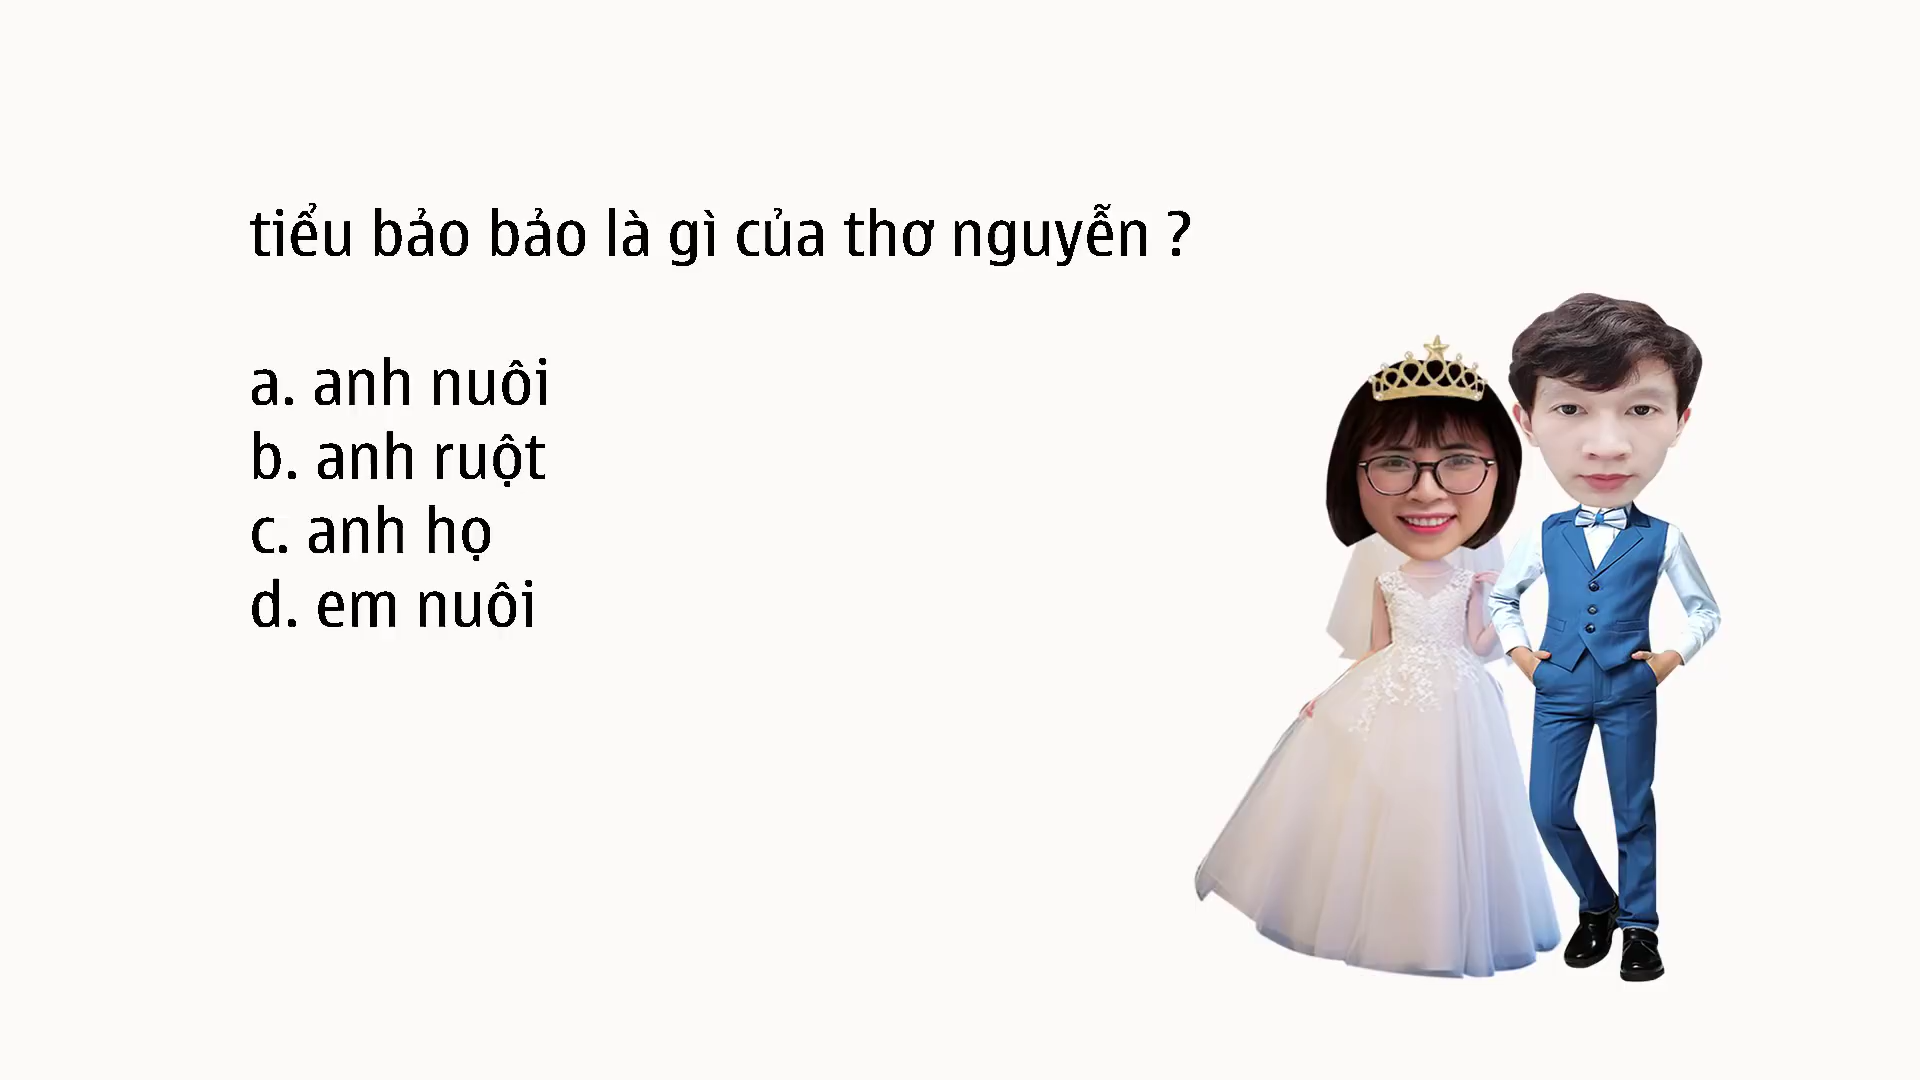 tiểu bảo bảo là gì của thơ nguyễn ?
a. anh nuôi
b. anh ruột
c. anh họ
d. em nuôi